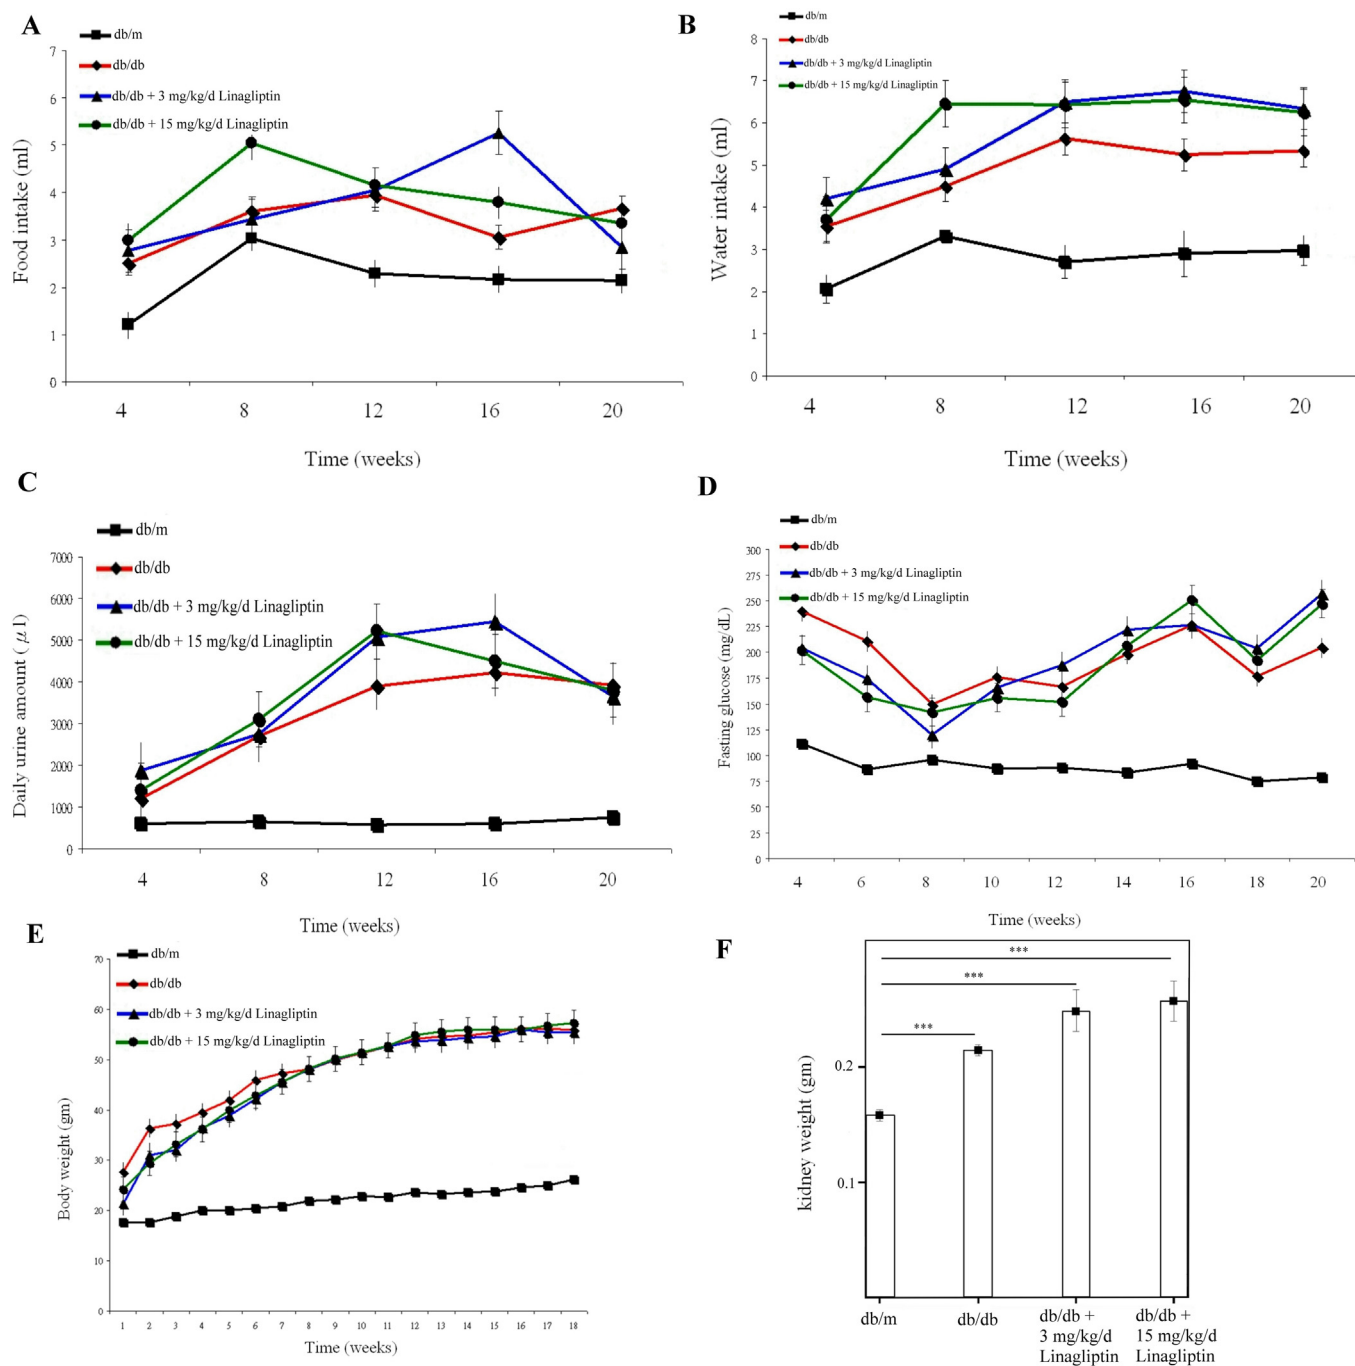 A
db/m
db/db
db/db + 3 mg/kg/d Linagliptin
db/db + 15 mg/kg/d Linagliptin
Food intake (ml)
7
6
5
4
3
2
1
0
4 8 12 16 20
Time (weeks)
B
db/m
db/db
db/db + 3 mg/kg/d Linagliptin
db/db + 15 mg/kg/d Linagliptin
Water intake (ml)
8
7
6
5
4
3
2
1
0
4 8 12 16 20
Time (weeks)
C
db/m
db/db
db/db + 3 mg/kg/d Linagliptin
db/db + 15 mg/kg/d Linagliptin
Daily urine amount (μl)
7000
6000
5000
4000
3000
2000
1000
0
4 8 12 16 20
Time (weeks)
D
db/m
db/db
db/db + 3 mg/kg/d Linagliptin
db/db + 15 mg/kg/d Linagliptin
Fasting glucose (mg/dL)
300
275
250
225
200
175
150
125
100
75
50
25
0
4 6 8 10 12 14 16 18 20
Time (weeks)
E
db/m
db/db
db/db + 3 mg/kg/d Linagliptin
db/db + 15 mg/kg/d Linagliptin
Body weight (gm)
70
60
50
40
30
20
10
0
1 2 3 4 5 6 7 8 9 10 11 12 13 14 15 16 17 18
Time (weeks)
F
***
***
***
kidney weight (gm)
0.2
0.1
db/m
db/db
db/db +
3 mg/kg/d
Linagliptin
db/db +
15 mg/kg/d
Linagliptin